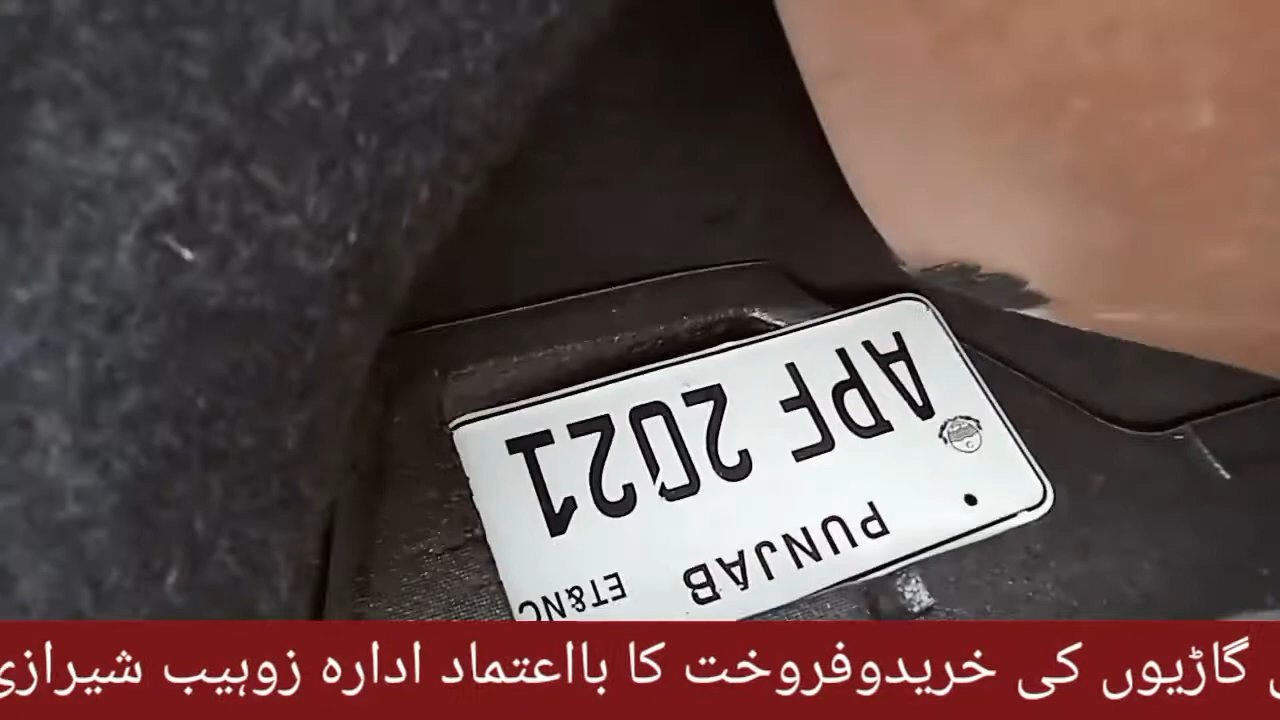 PUNJAB
ET&NC
APF 2021
گاڑیوں کی خریدوفروخت کا بااعتماد ادارہ زوہیب شیرازی